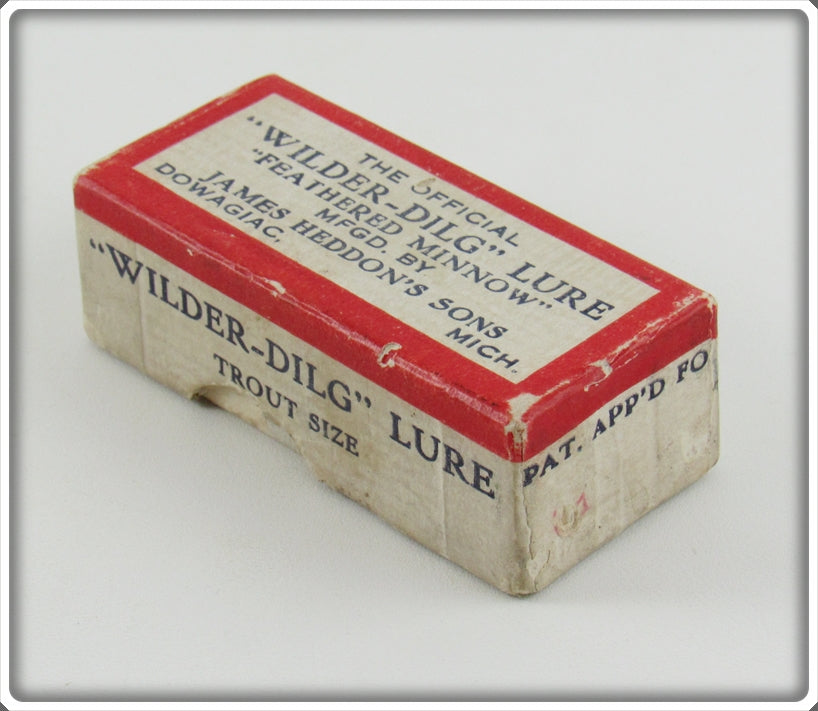 THE OFFICIAL
"WILDER-DILG" LURE
"FEATHERED MINNOW"
MFGD. BY
JAMES HEDDON'S SONS
DOWAGIAC, MICH.
"WILDER-DILG" LURE
TROUT SIZE
PAT. APP'D FO